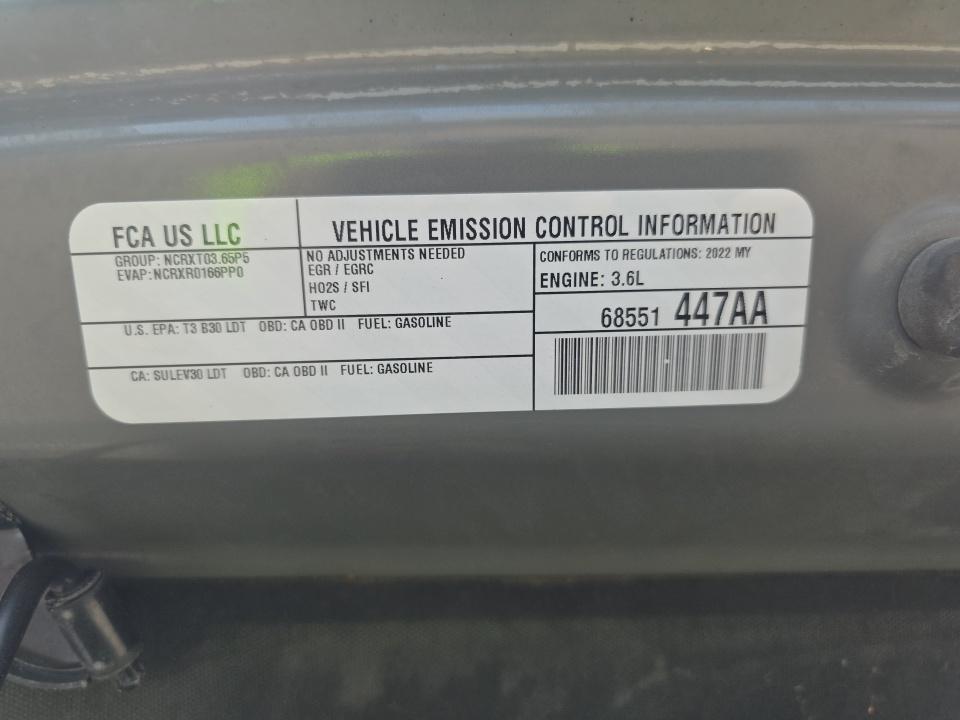 FCA US LLC
VEHICLE EMISSION CONTROL INFORMATION
GROUP: NCRXT03.65P5
EVAP: NCRXR0166PP0
NO ADJUSTMENTS NEEDED
EGR / EGRC
HO2S / SFI
TWC
CONFORMS TO REGULATIONS: 2022 MY
ENGINE: 3.6L
68551 447AA
U.S. EPA: T3 B30 LDT OBD: CA OBD II FUEL: GASOLINE
CA: SULEV30 LDT OBD: CA OBD II FUEL: GASOLINE